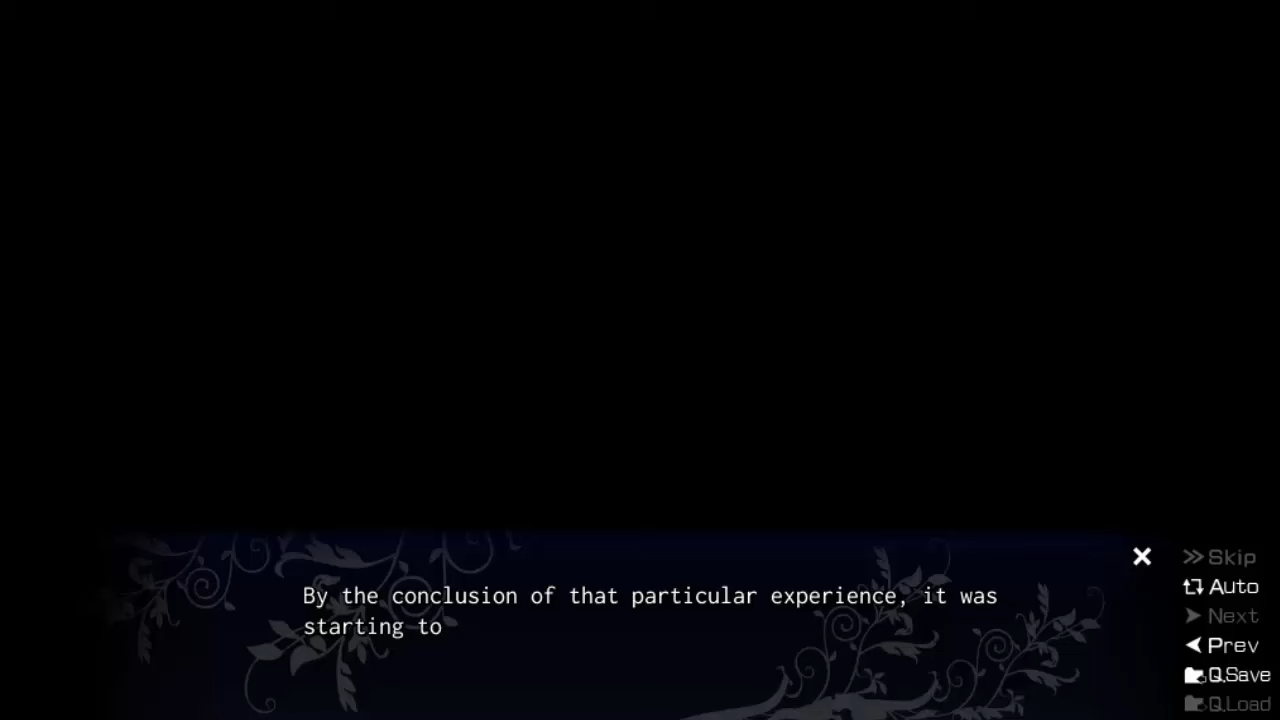 By the conclusion of that particular experience, it was
starting to
Skip
Auto
Next
Prev
Q.Save
Q.Load